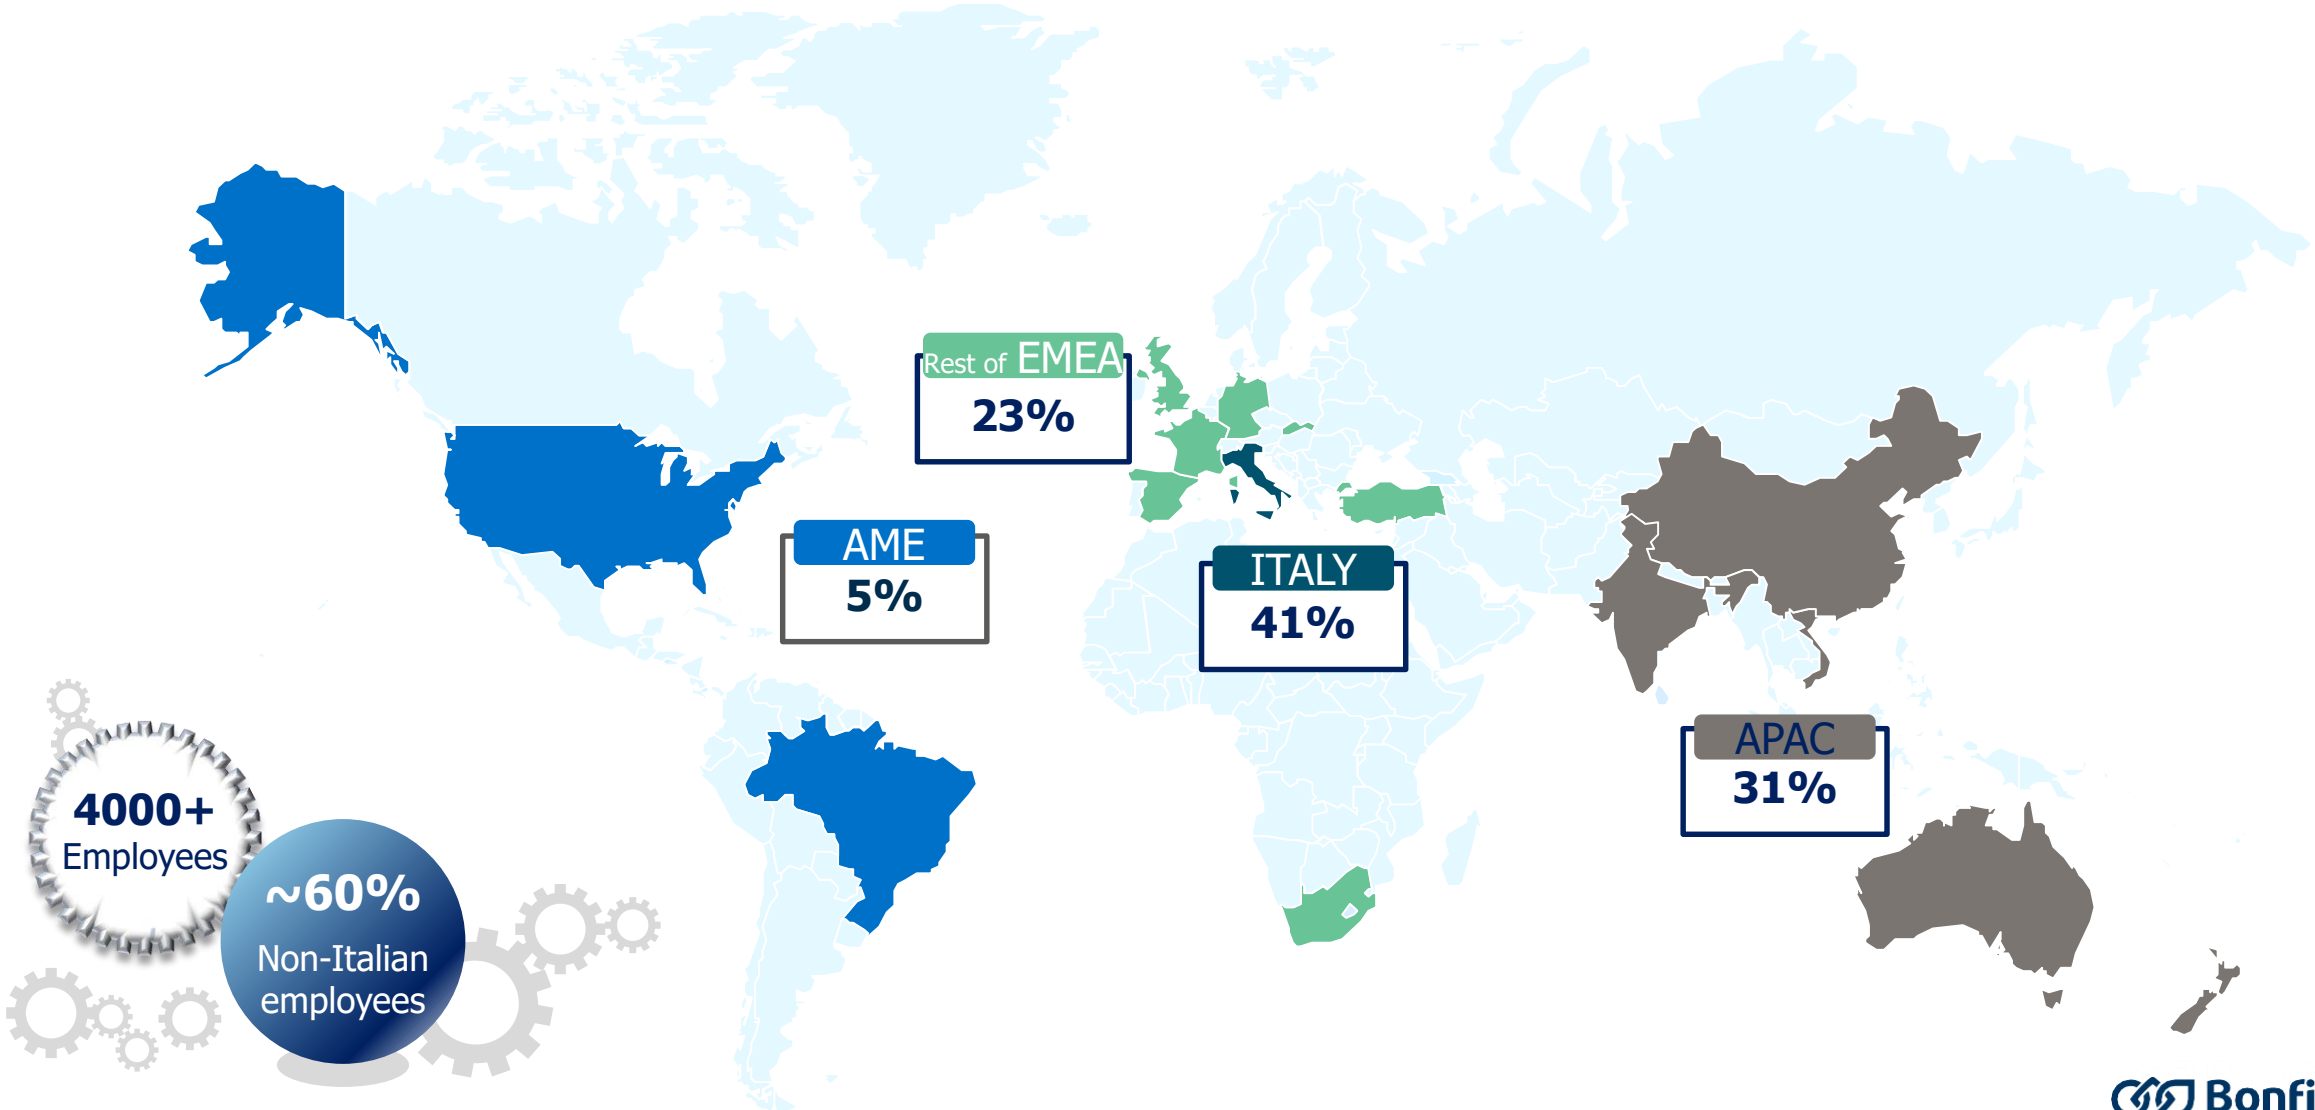 Rest of EMEA
23%
AME
5%
ITALY
41%
APAC
31%
4000+
Employees
~60%
Non-Italian
employees
Bonfi